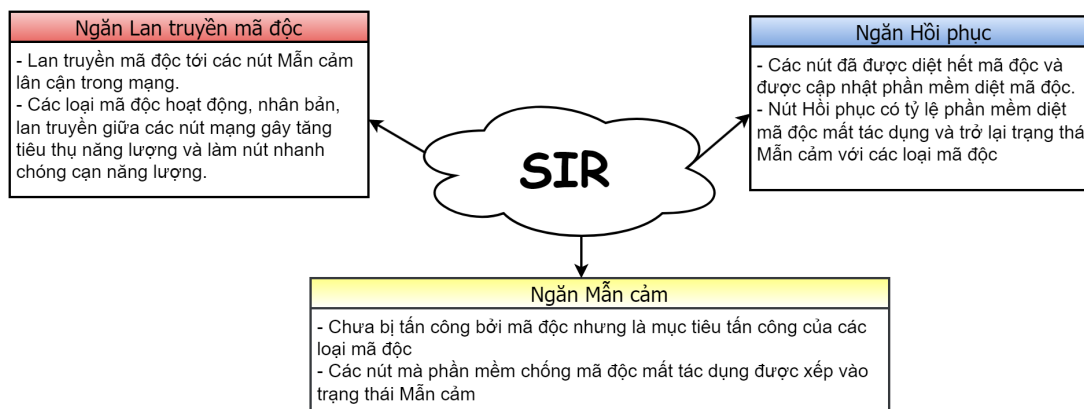 Ngăn Lan truyền mã độc
- Lan truyền mã độc tới các nút Mẫn cảm
lân cận trong mạng.
- Các loại mã độc hoạt động, nhân bản,
lan truyền giữa các nút mạng gây tăng
tiêu thụ năng lượng và làm nút nhanh
chóng cạn năng lượng.
Ngăn Hồi phục
- Các nút đã được diệt hết mã độc và
được cập nhật phần mềm diệt mã độc.
- Nút Hồi phục có tỷ lệ phần mềm diệt
mã độc mất tác dụng và trở lại trạng thái
Mẫn cảm với các loại mã độc
SIR
Ngăn Mẫn cảm
- Chưa bị tấn công bởi mã độc nhưng là mục tiêu tấn công của các
loại mã độc
- Các nút mà phần mềm chống mã độc mất tác dụng được xếp vào
trạng thái Mẫn cảm